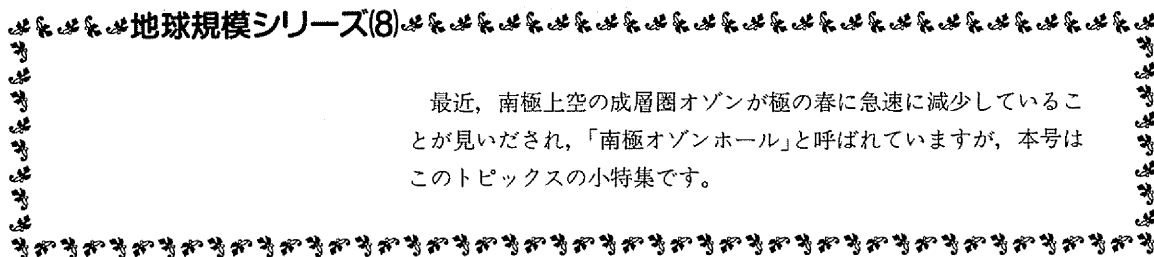 地球規模シリーズ(8)
最近，南極上空の成層圏オゾンが極の春に急速に減少しているこ
とが見いだされ，「南極オゾンホール」と呼ばれていますが，本号は
このトピックスの小特集です。